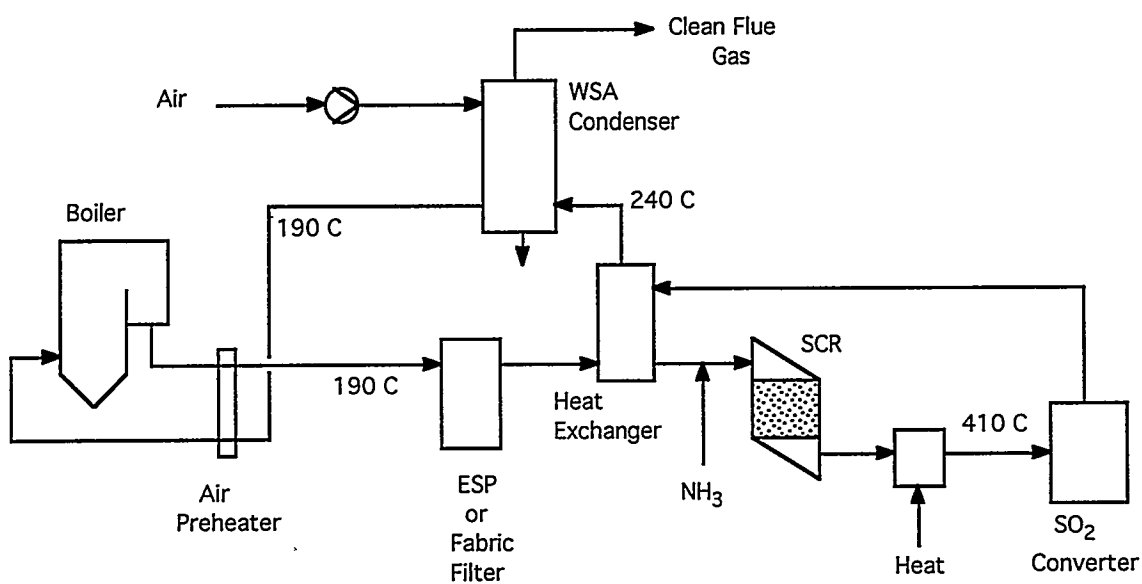 Clean Flue
Gas
Air
WSA
Condenser
240 C
190 C
Boiler
SCR
190 C
Heat
Exchanger
410 C
NH3
ESP
or
Fabric
Filter
Air
Preheater
Heat
SO2
Converter